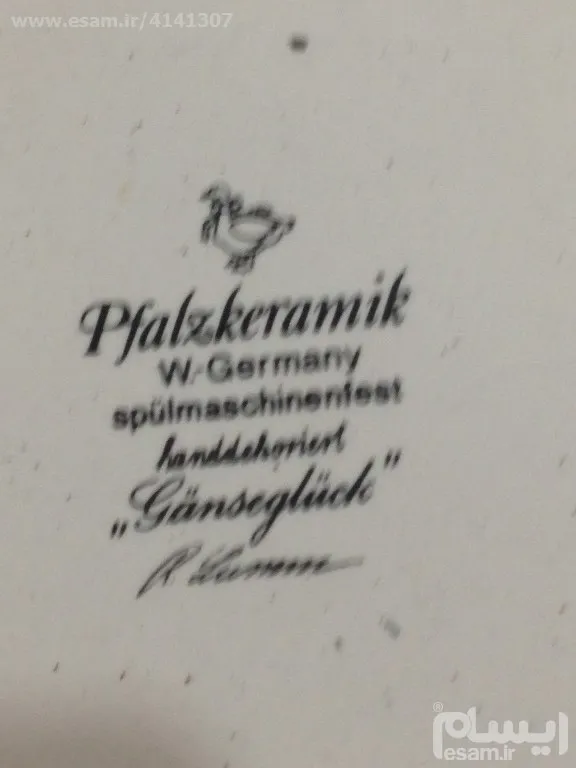 www.esam.ir/4141307
Pfalzkeramik
W.-Germany
spülmaschinenfest
handdekoriert
„Gänseglück"
ایسام®
esam.ir